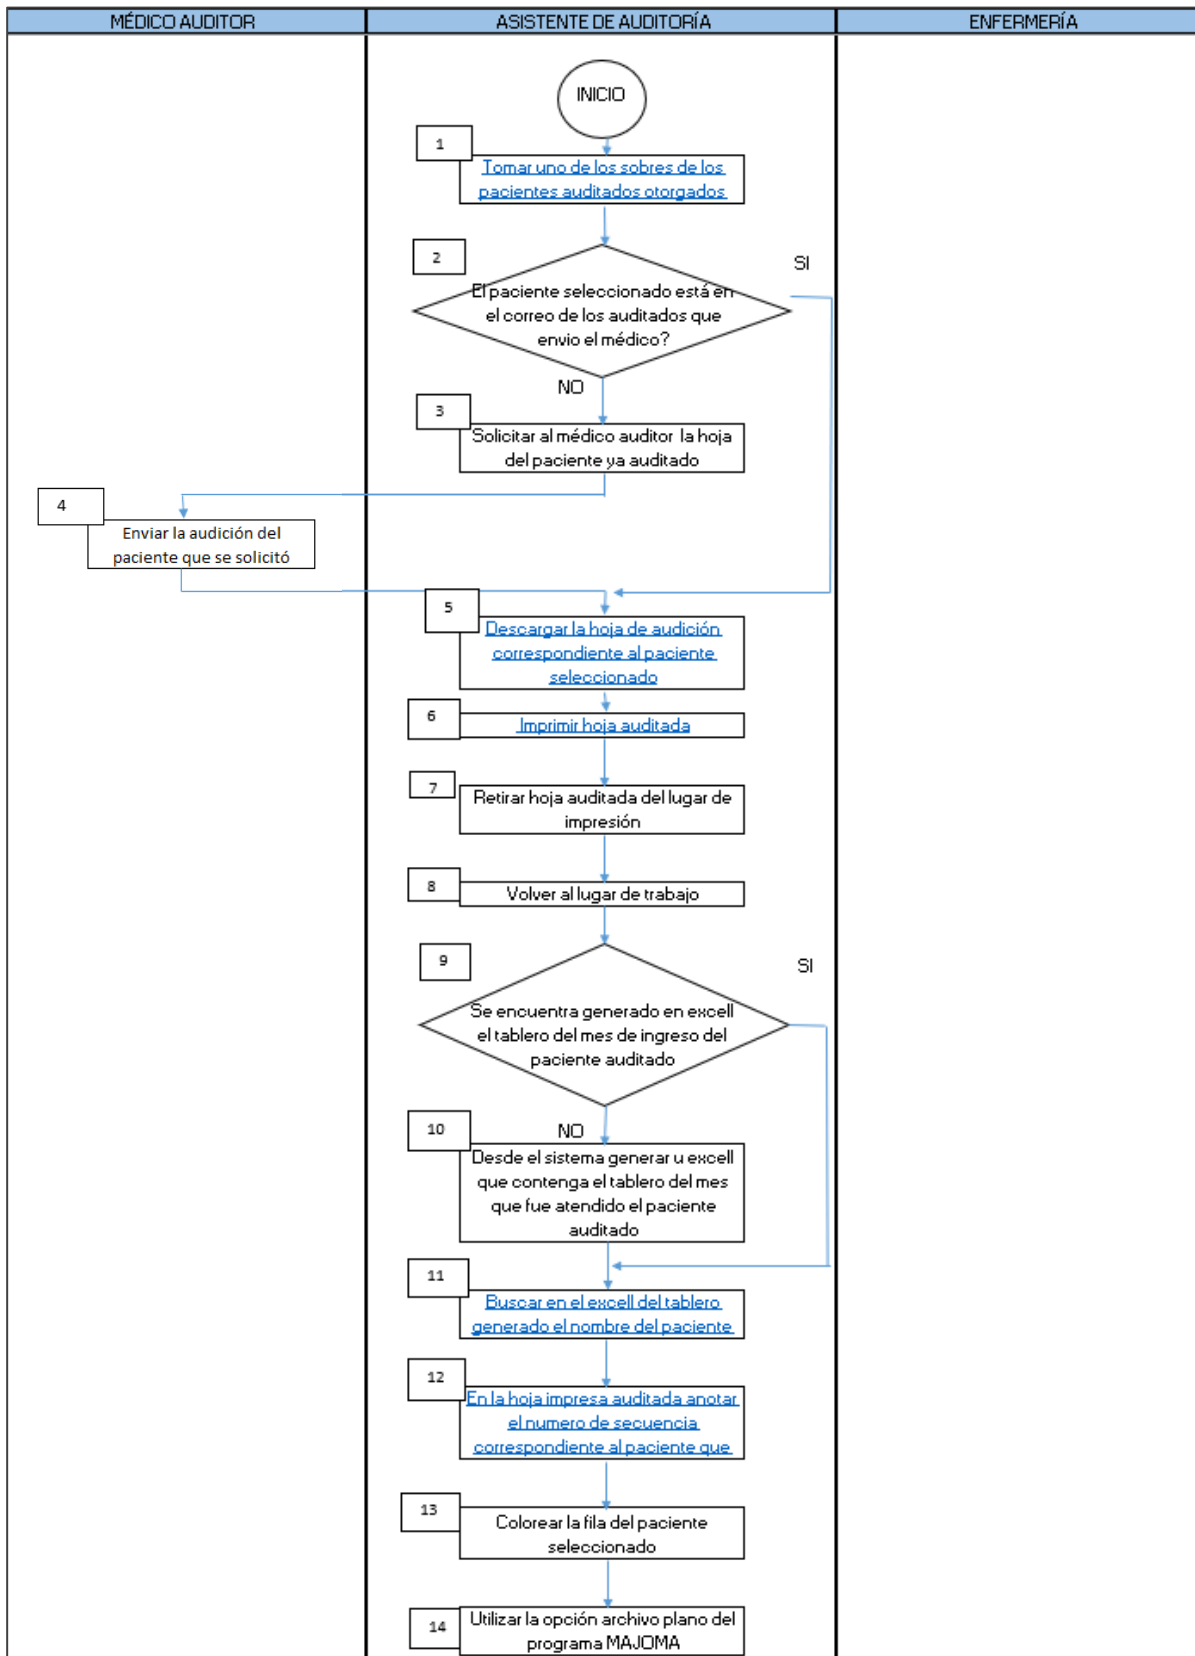 MÉDICO AUDITOR
ASISTENTE DE AUDITORÍA
ENFERMERÍA
INICIO
1
Tomar uno de los sobres de los
pacientes auditados otorgados
2
SI
El paciente seleccionado está en
el correo de los auditados que
envio el médico?
NO
3
Solicitar al médico auditor la hoja
del paciente ya auditado
4
Enviar la audición del
paciente que se solicitó
5
Descargar la hoja de audición
correspondiente al paciente
seleccionado
6
Imprimir hoja auditada
7
Retirar hoja auditada del lugar de
impresión
8
Volver al lugar de trabajo
9
SI
Se encuentra generado en excell
el tablero del mes de ingreso del
paciente auditado
10
NO
Desde el sistema generar u excell
que contenga el tablero del mes
que fue atendido el paciente
auditado
11
Buscar en el excell del tablero
generado el nombre del paciente
12
En la hoja impresa auditada anotar
el numero de secuencia
correspondiente al paciente que
13
Colorear la fila del paciente
seleccionado
14
Utilizar la opción archivo plano del
programa MAJOMA